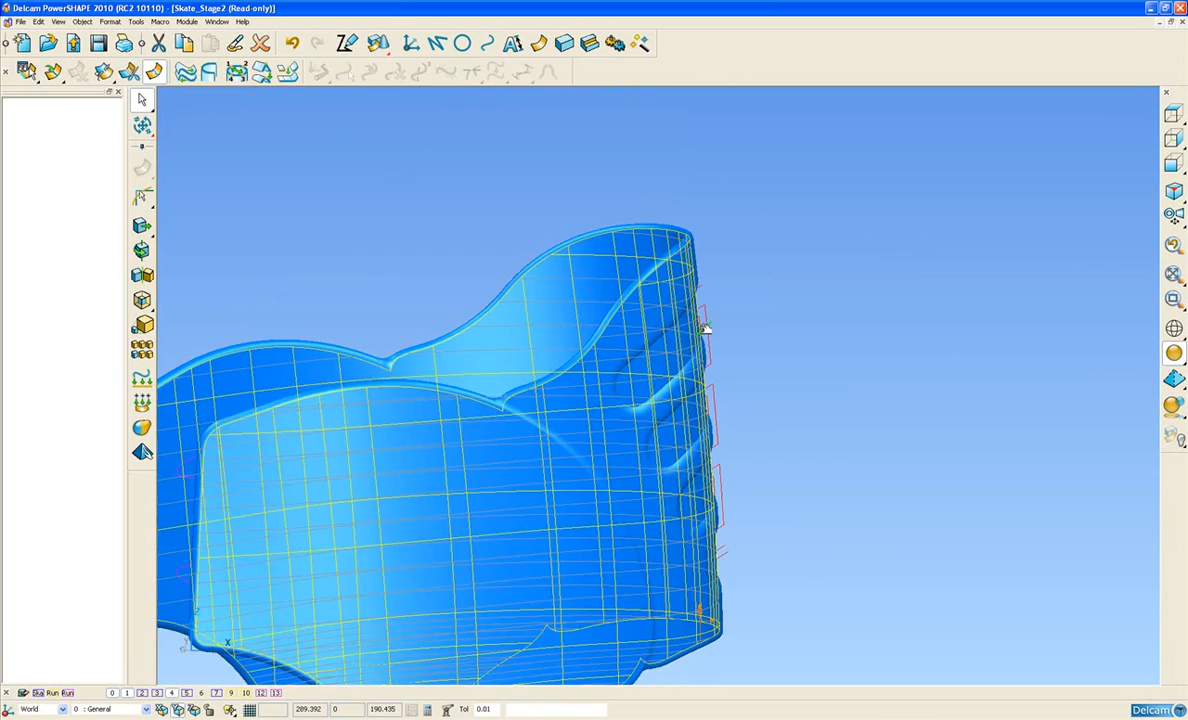 Delcam PowerSHAPE 2010 (RC2 10110) - [Skate_Stage2 (Read-only)]
File Edit View Object Format Tools Macro Module Window Help
Z
X
Ska Run Run 0 1 2 3 4 5 6 7 9 10 12 13
World 0 : General 289.392 0 190.435 Tol 0.01
Delcam